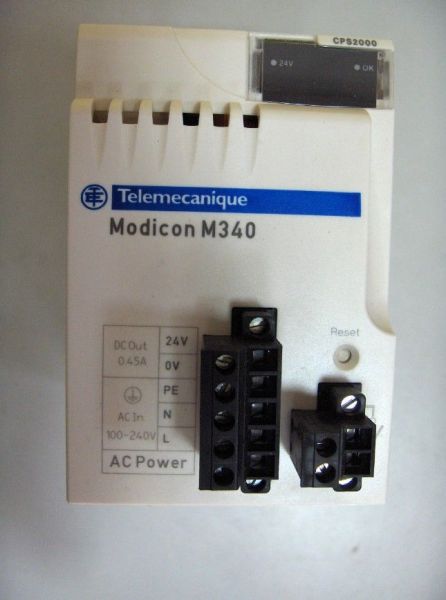 CPS2000
24V
OK
Telemecanique
Modicon M340
Reset
DC Out
0.45A
24V
0V
PE
AC In
100-240V
N
L
AC Power